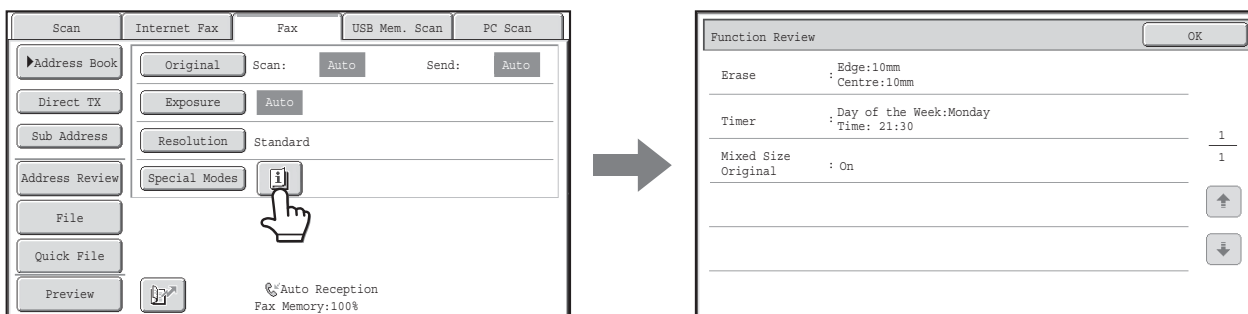 Scan
Internet Fax
Fax
USB Mem. Scan
PC Scan
Address Book
Original
Scan:
Auto
Send:
Auto
Direct TX
Exposure
Auto
Sub Address
Resolution
Standard
Address Review
Special Modes
File
Quick File
Preview
Auto Reception
Fax Memory:100%
Function Review
OK
Erase
:Edge:10mm
Centre:10mm
Timer
:Day of the Week:Monday
Time: 21:30
Mixed Size
Original
: On
1
1